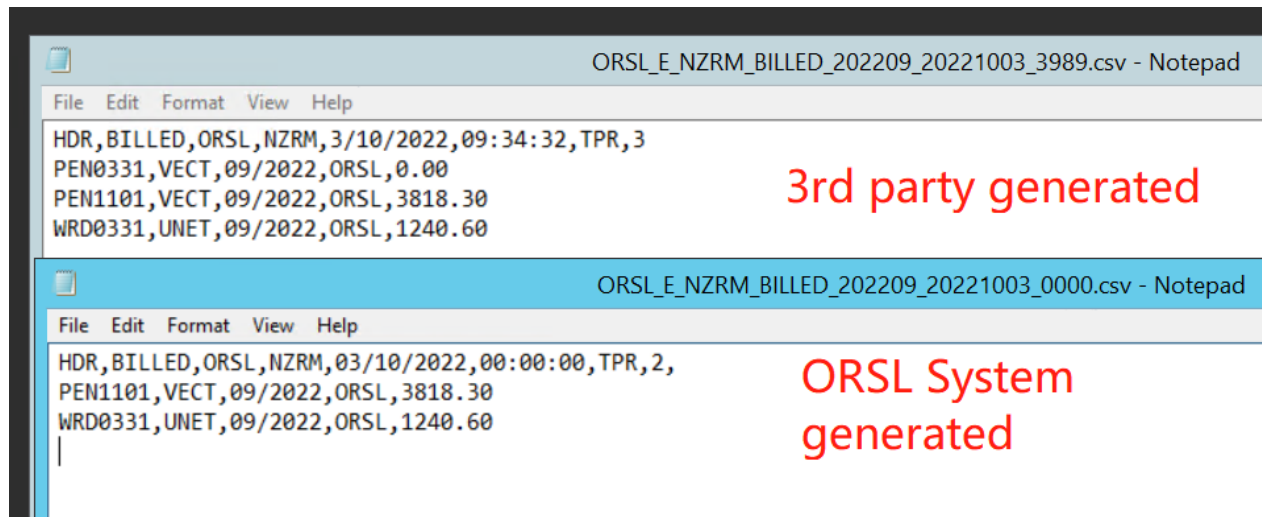 ORSL_E_NZRM_BILLED_202209_20221003_3989.csv - Notepad
File Edit Format View Help
HDR,BILLED,ORSL,NZRM,3/10/2022,09:34:32,TPR,3
PEN0331,VECT,09/2022,ORSL,0.00
PEN1101,VECT,09/2022,ORSL,3818.30
WRD0331,UNET,09/2022,ORSL,1240.60
3rd party generated
ORSL_E_NZRM_BILLED_202209_20221003_0000.csv - Notepad
File Edit Format View Help
HDR,BILLED,ORSL,NZRM,03/10/2022,00:00:00,TPR,2,
PEN1101,VECT,09/2022,ORSL,3818.30
WRD0331,UNET,09/2022,ORSL,1240.60
ORSL System
generated